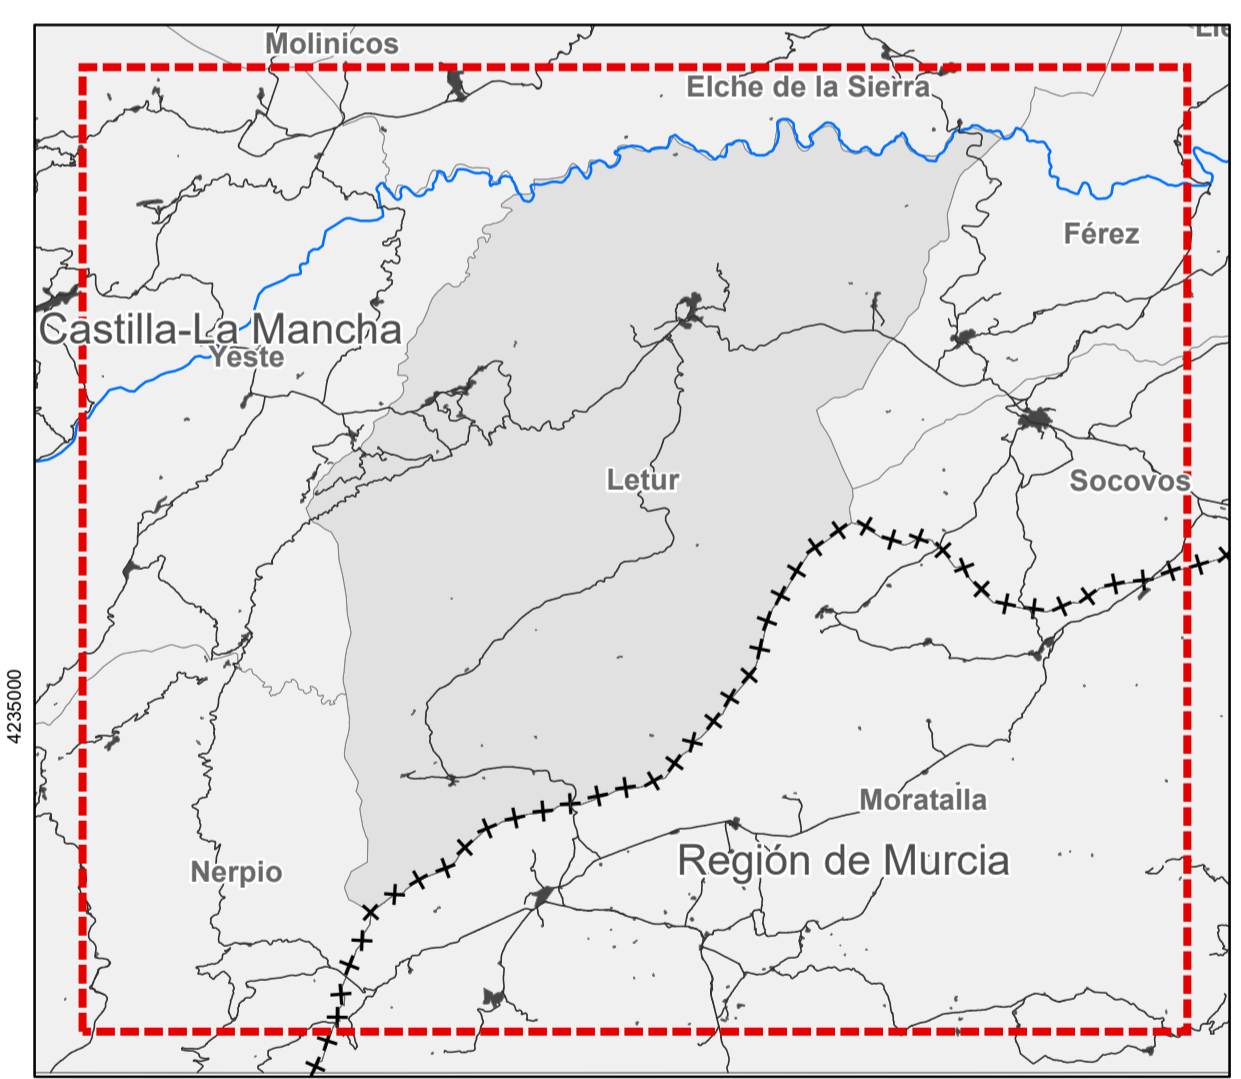 Molinicos
Elche de la Sierra
Férez
Castilla-La Mancha
Yeste
Letur
Socovos
4235000
Moratalla
Región de Murcia
Nerpio